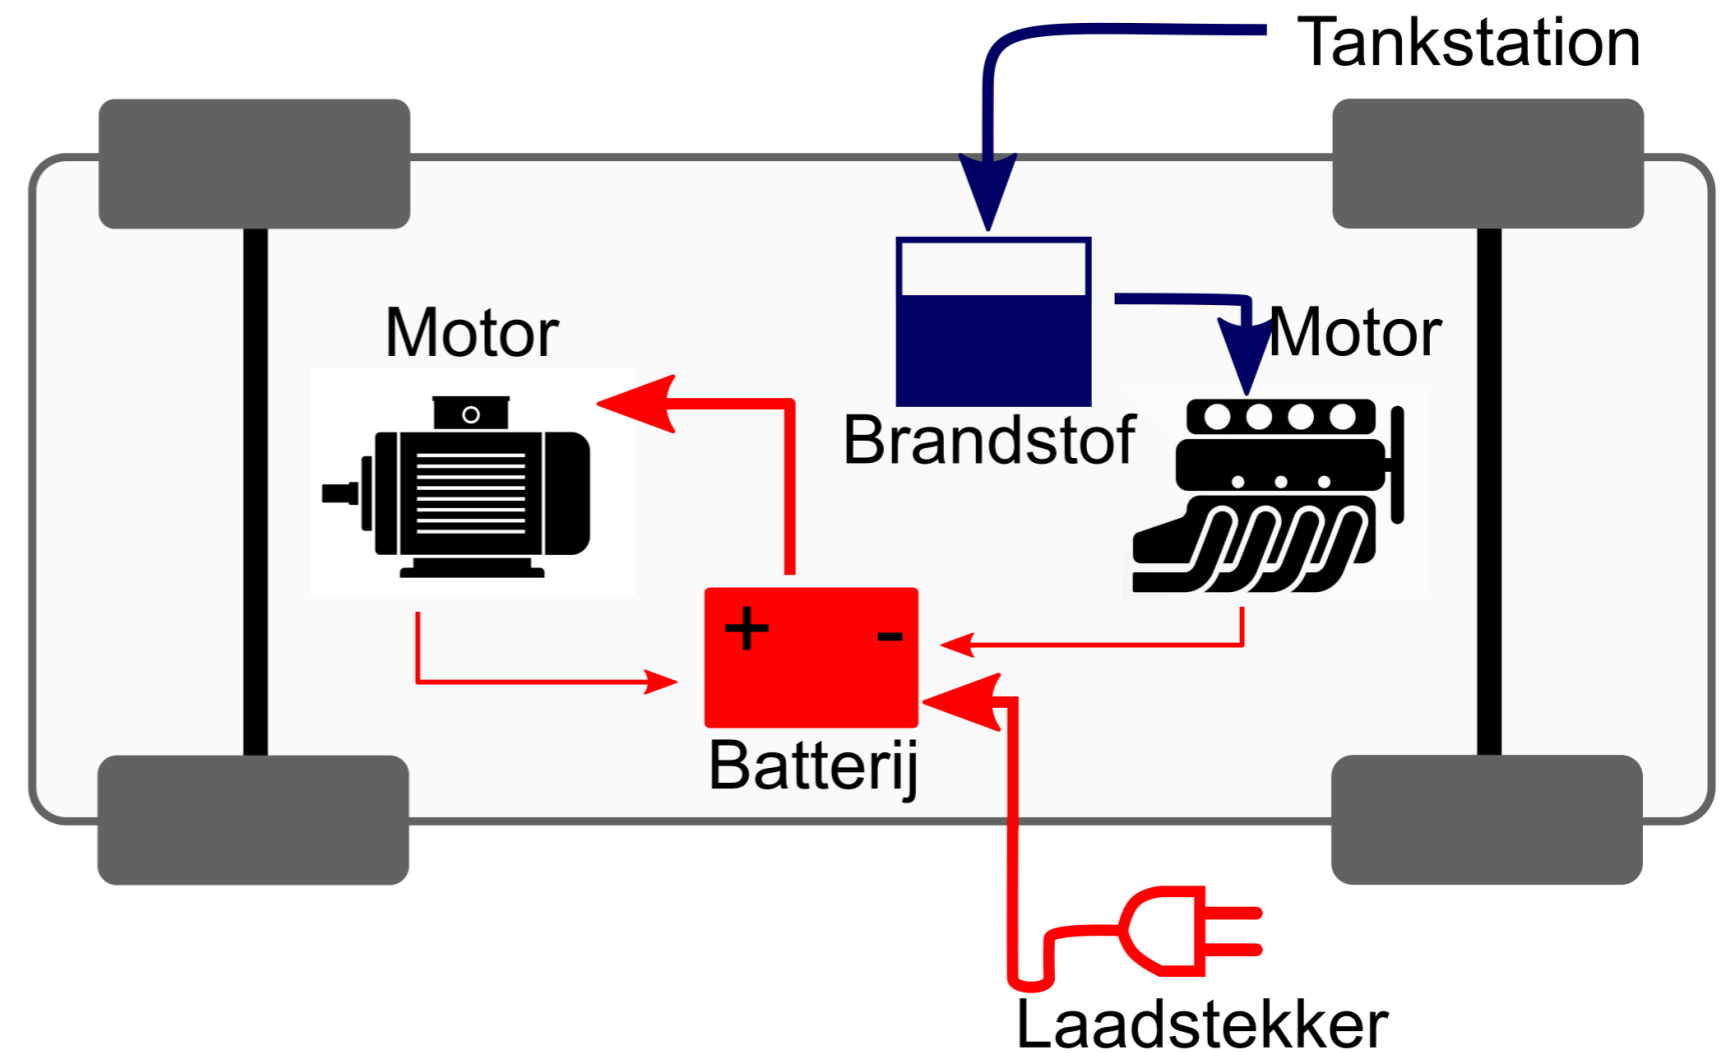 Tankstation
Motor
Motor
Brandstof
+ -
Batterij
Laadstekker